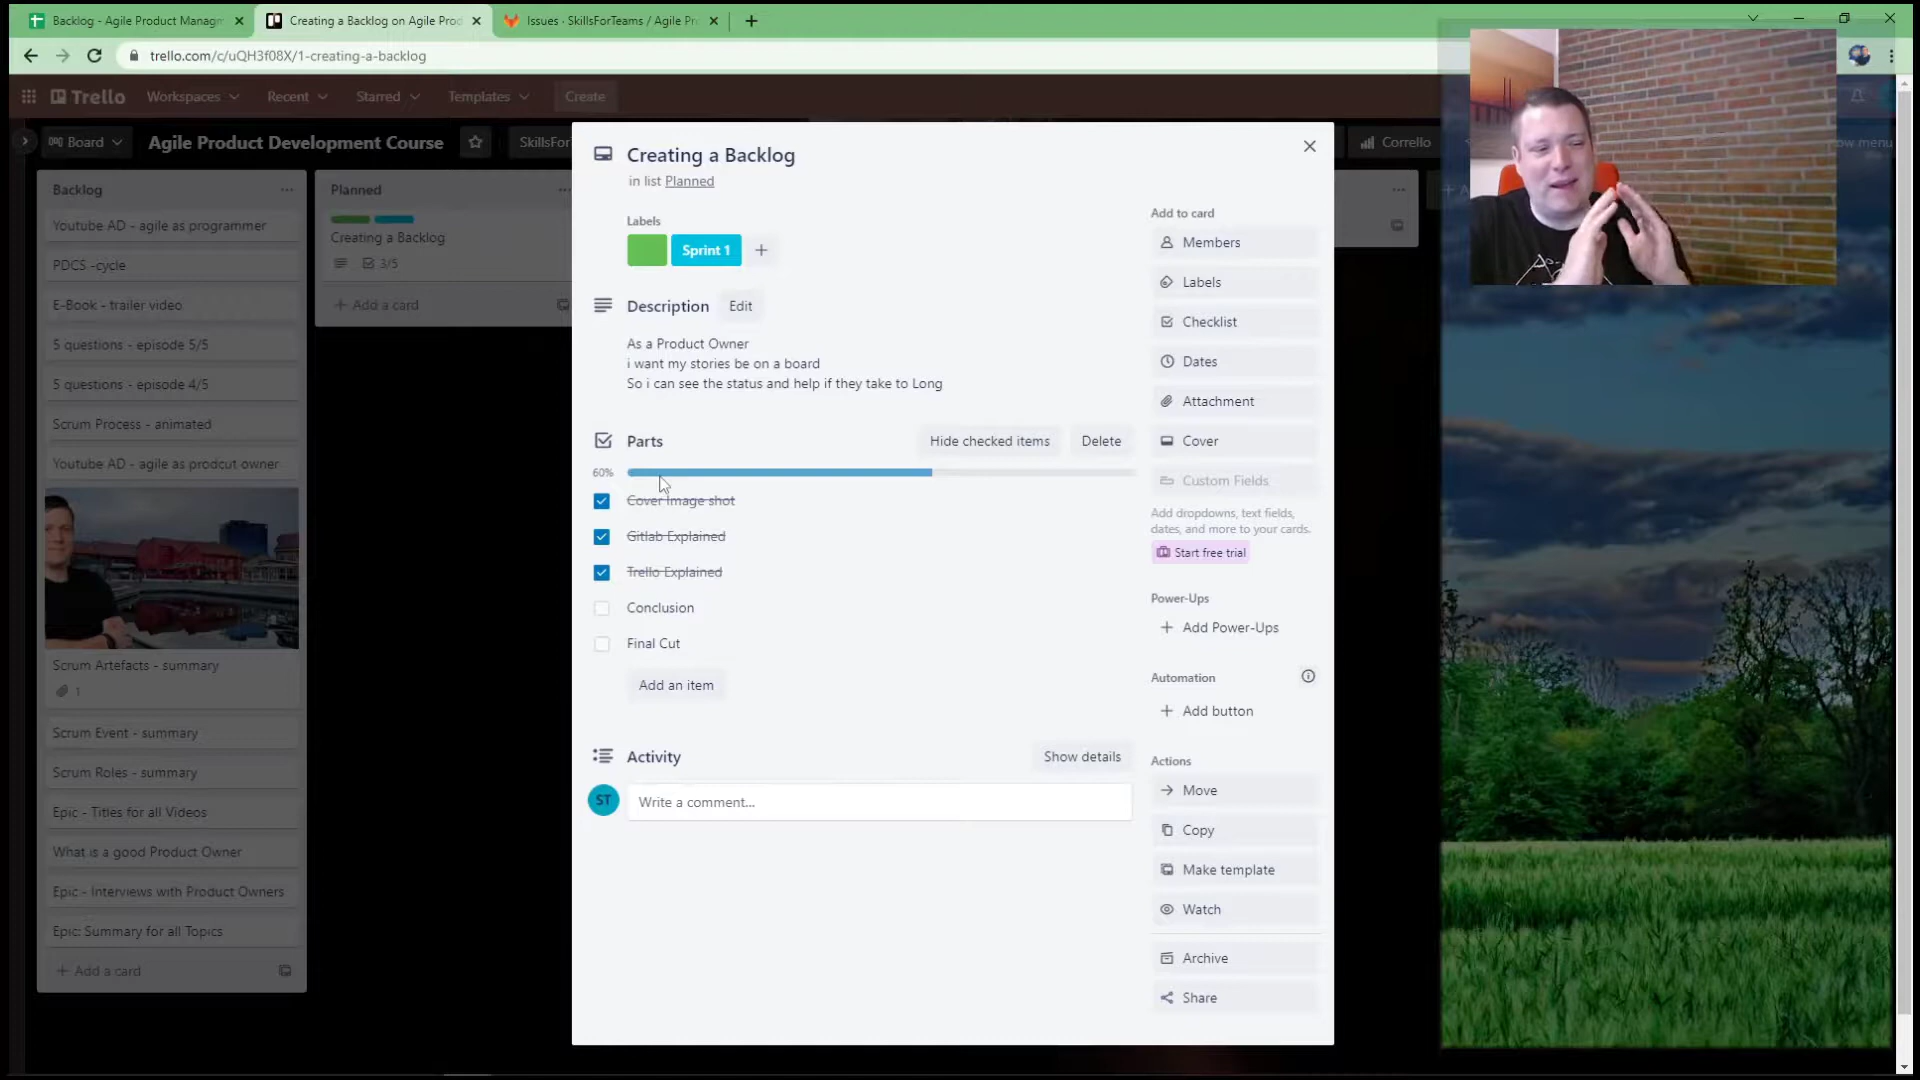 Backlog - Agile Product Managm
Creating a Backlog on Agile Prod
Issues · SkillsForTeams / Agile Pr
trello.com/c/uQH3f08X/1-creating-a-backlog
Trello
Workspaces
Recent
Starred
Templates
Create
Board
Agile Product Development Course
SkillsForT
Corrello
ow menu
Backlog
Youtube AD - agile as programmer
PDCS -cycle
E-Book - trailer video
5 questions - episode 5/5
5 questions - episode 4/5
Scrum Process - animated
Youtube AD - agile as prodcut owner
Scrum Artefacts - summary
1
Scrum Event - summary
Scrum Roles - summary
Epic - Titles for all Videos
What is a good Product Owner
Epic - Interviews with Product Owners
Epic: Summary for all Topics
+ Add a card
Planned
Creating a Backlog
3/5
+ Add a card
Creating a Backlog
in list Planned
Labels
Sprint 1
+
Description
Edit
As a Product Owner
i want my stories be on a board
So i can see the status and help if they take to Long
Parts
Hide checked items
Delete
60%
Cover Image shot
Gitlab Explained
Trello Explained
Conclusion
Final Cut
Add an item
Activity
Show details
ST
Write a comment...
Add to card
Members
Labels
Checklist
Dates
Attachment
Cover
Custom Fields
Add dropdowns, text fields,
dates, and more to your cards.
Start free trial
Power-Ups
+ Add Power-Ups
Automation
+ Add button
Actions
Move
Copy
Make template
Watch
Archive
Share